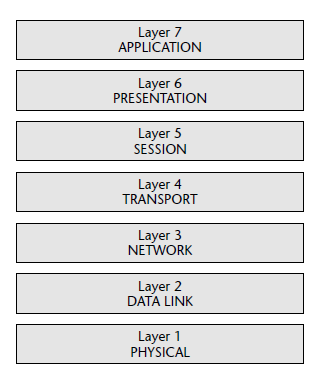 Layer 7
APPLICATION
Layer 6
PRESENTATION
Layer 5
SESSION
Layer 4
TRANSPORT
Layer 3
NETWORK
Layer 2
DATA LINK
Layer 1
PHYSICAL